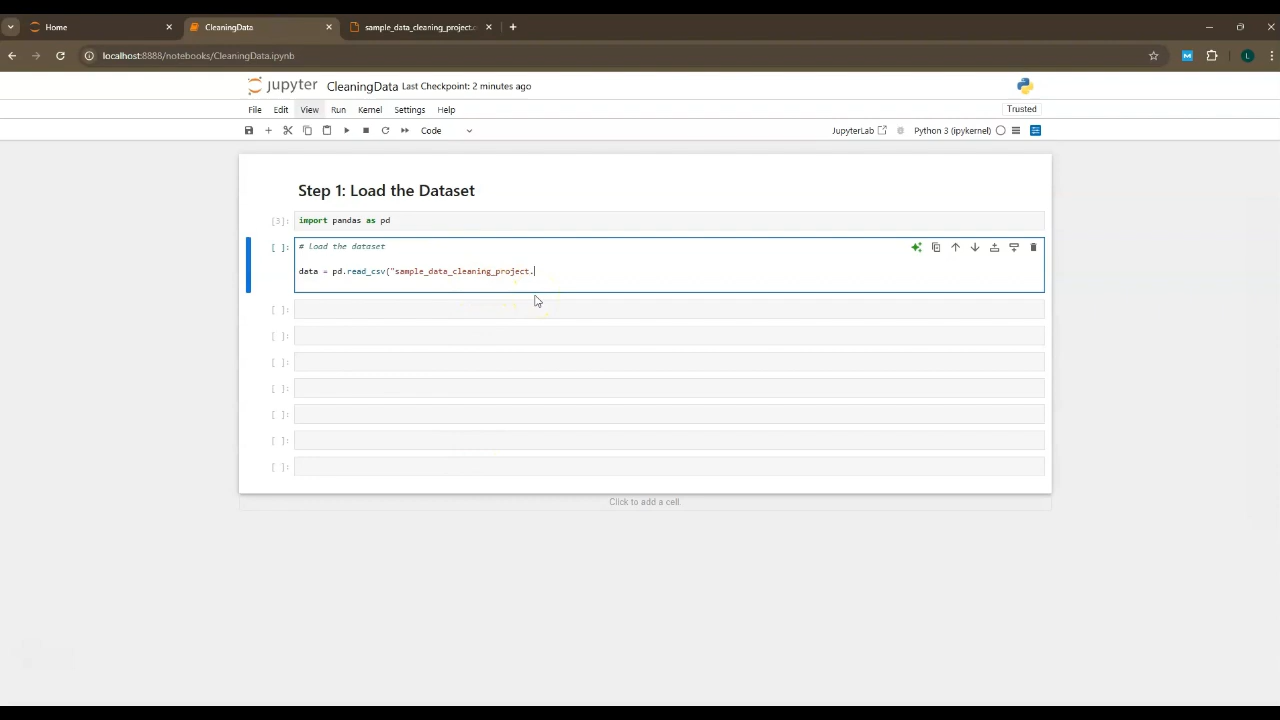 Home
CleaningData
sample_data_cleaning_project.
localhost:8888/notebooks/CleaningData.ipynb
M
L
jupyter
CleaningData Last Checkpoint: 2 minutes ago
File Edit View Run Kernel Settings Help
Trusted
Code
JupyterLab
Python 3 (ipykernel)
Step 1: Load the Dataset
[3]: import pandas as pd
[ ]: # Load the dataset
data = pd.read_csv("sample_data_cleaning_project.
[ ]:
[ ]:
[ ]:
[ ]:
[ ]:
[ ]:
[ ]:
Click to add a cell.